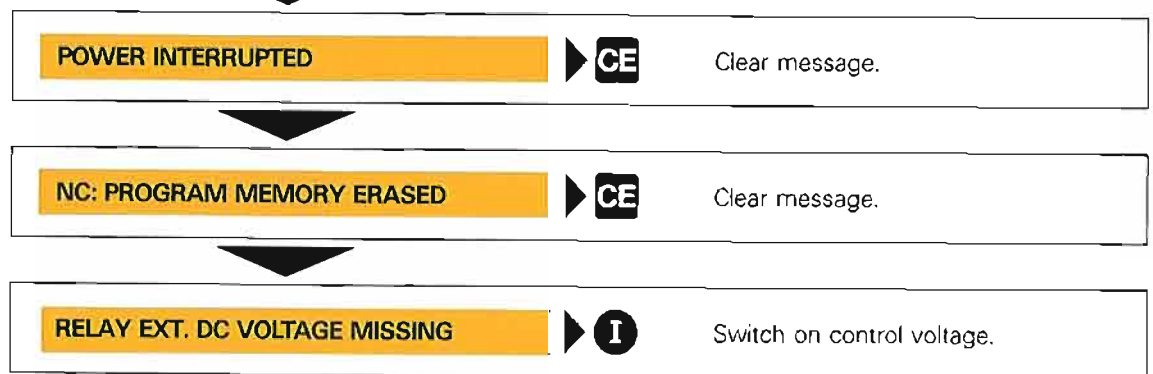 POWER INTERRUPTED CE Clear message.
NC: PROGRAM MEMORY ERASED CE Clear message.
RELAY EXT. DC VOLTAGE MISSING I Switch on control voltage.